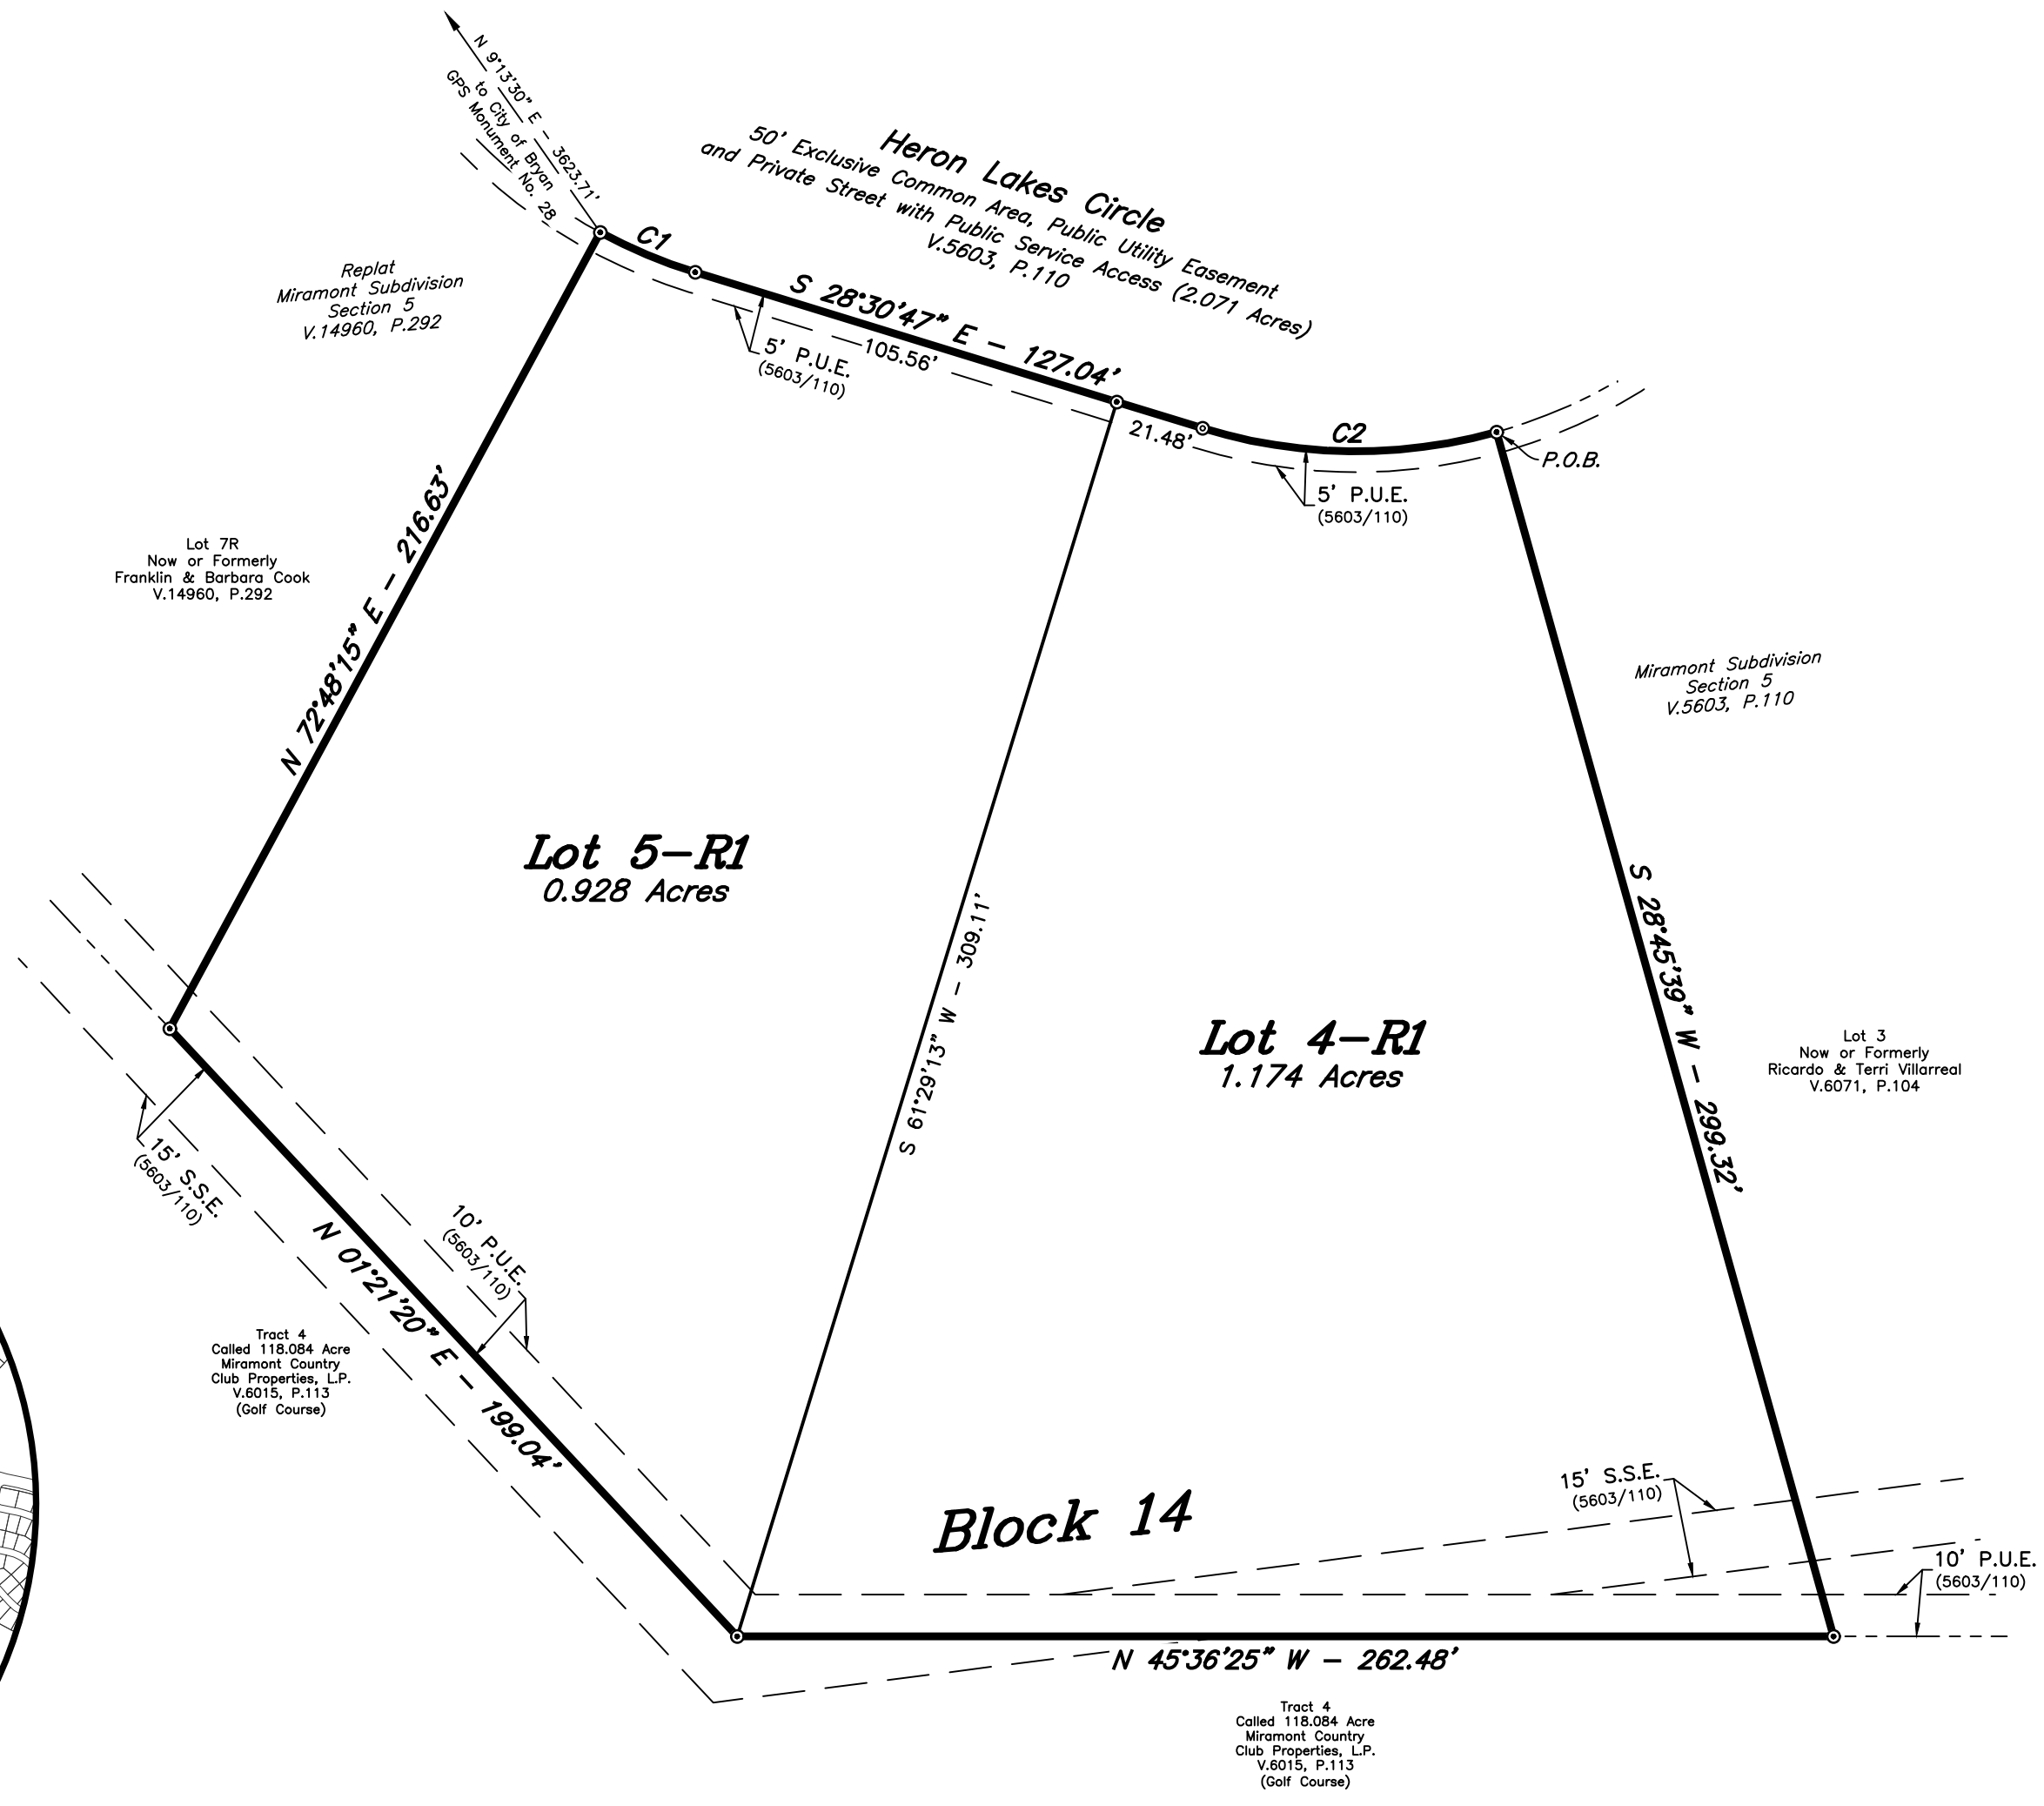 N 9°13'30" E - 3623.71'
to City of Bryan
GPS Monument No. 28
Heron Lakes Circle
50' Exclusive Common Area, Public Utility Easement
and Private Street with Public Service Access (2.071 Acres)
V.5603, P.110
Replat
Miramont Subdivision
Section 5
V.14960, P.292
C1
S 28°30'47" E - 127.04'
105.56'
5' P.U.E.
(5603/110)
21.48'
C2
P.O.B.
5' P.U.E.
(5603/110)
N 72°48'15" E - 216.63'
Lot 7R
Now or Formerly
Franklin & Barbara Cook
V.14960, P.292
Miramont Subdivision
Section 5
V.5603, P.110
Lot 5-R1
0.928 Acres
S 61°29'13" W - 309.11'
S 28°45'39" W - 299.32'
Lot 4-R1
1.174 Acres
Lot 3
Now or Formerly
Ricardo & Terri Villarreal
V.6071, P.104
15' S.S.E.
(5603/110)
10' P.U.E.
(5603/110)
N 01°21'20" E - 199.04'
Tract 4
Called 118.084 Acre
Miramont Country
Club Properties, L.P.
V.6015, P.113
(Golf Course)
Block 14
15' S.S.E.
(5603/110)
10' P.U.E.
(5603/110)
N 45°36'25" W - 262.48'
Tract 4
Called 118.084 Acre
Miramont Country
Club Properties, L.P.
V.6015, P.113
(Golf Course)